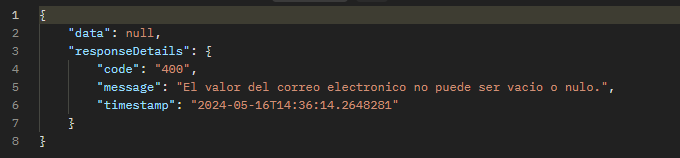 1 {
2 "data": null,
3 "responseDetails": {
4 "code": "400",
5 "message": "El valor del correo electronico no puede ser vacio o nulo.",
6 "timestamp": "2024-05-16T14:36:14.2648281"
7 }
8 }